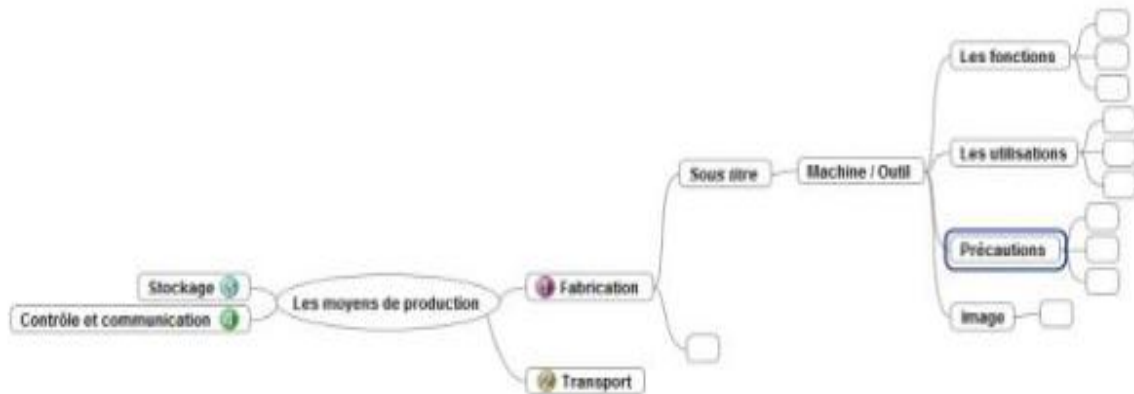 Les fonctions
Les utilisations
Sous titre
Machine / Outil
Précautions
Stockage
Les moyens de production
Fabrication
Contrôle et communication
Image
Transport